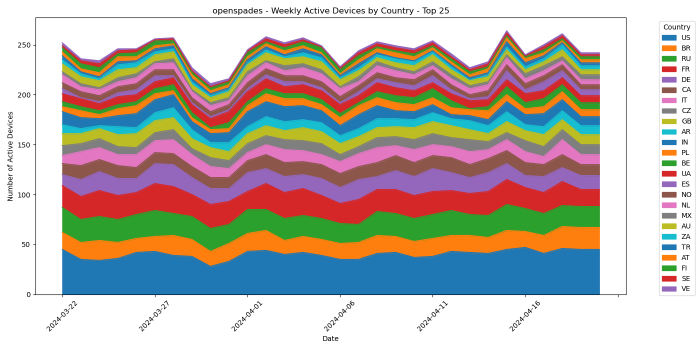 openspades - Weekly Active Devices by Country - Top 25
Number of Active Devices
250
200
150
100
50
0
2024-03-22
2024-03-27
2024-04-01
2024-04-06
2024-04-11
2024-04-16
Date
Country
US
BR
RU
FR
DE
CA
IT
CZ
GB
AR
IN
PL
BE
UA
ES
NO
NL
MX
AU
ZA
TR
AT
FI
SE
VE